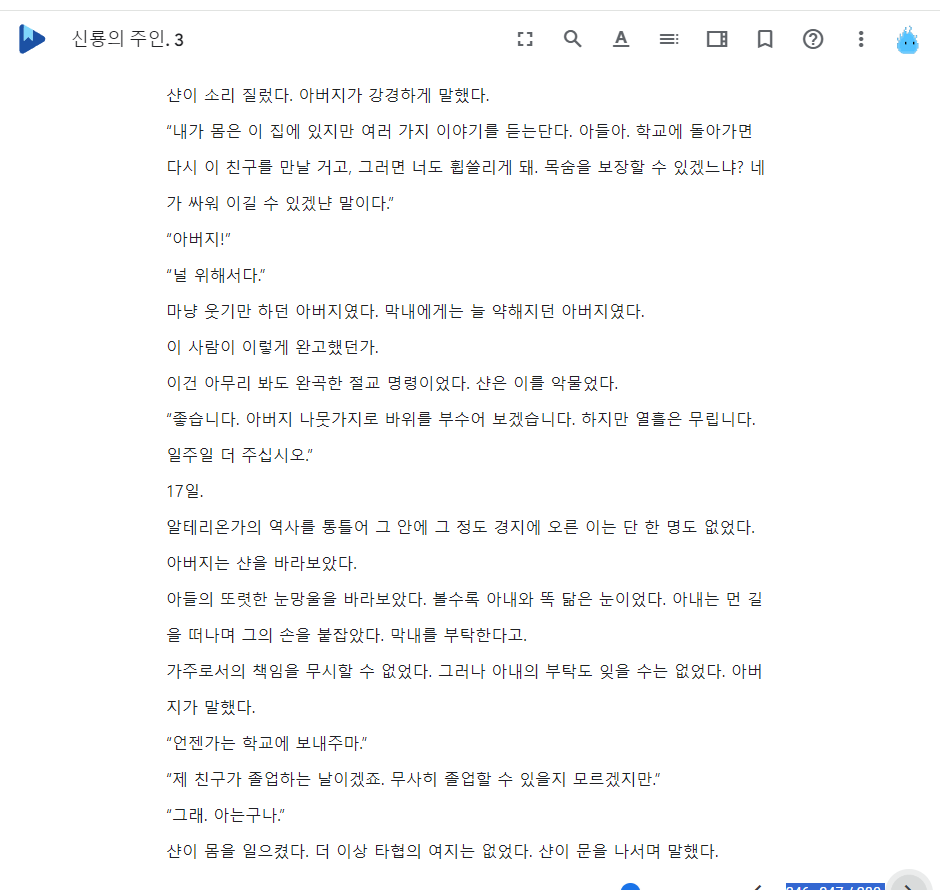 신룡의 주인. 3
샨이 소리 질렀다. 아버지가 강경하게 말했다.
“내가 몸은 이 집에 있지만 여러 가지 이야기를 듣는단다. 아들아. 학교에 돌아가면
다시 이 친구를 만날 거고, 그러면 너도 휩쓸리게 돼. 목숨을 보장할 수 있겠느냐? 네
가 싸워 이길 수 있겠냔 말이다.”
“아버지!”
“널 위해서다.”
마냥 웃기만 하던 아버지였다. 막내에게는 늘 약해지던 아버지였다.
이 사람이 이렇게 완고했던가.
이건 아무리 봐도 완곡한 절교 명령이었다. 샨은 이를 악물었다.
“좋습니다. 아버지 나뭇가지로 바위를 부수어 보겠습니다. 하지만 열흘은 무립니다.
일주일 더 주십시오.”
17일.
알테리온가의 역사를 통틀어 그 안에 그 정도 경지에 오른 이는 단 한 명도 없었다.
아버지는 샨을 바라보았다.
아들의 또렷한 눈망울을 바라보았다. 볼수록 아내와 똑 닮은 눈이었다. 아내는 먼 길
을 떠나며 그의 손을 붙잡았다. 막내를 부탁한다고.
가주로서의 책임을 무시할 수 없었다. 그러나 아내의 부탁도 잊을 수는 없었다. 아버
지가 말했다.
“언젠가는 학교에 보내주마.”
“제 친구가 졸업하는 날이겠죠. 무사히 졸업할 수 있을지 모르겠지만.”
“그래. 아는구나.”
샨이 몸을 일으켰다. 더 이상 타협의 여지는 없었다. 샨이 문을 나서며 말했다.